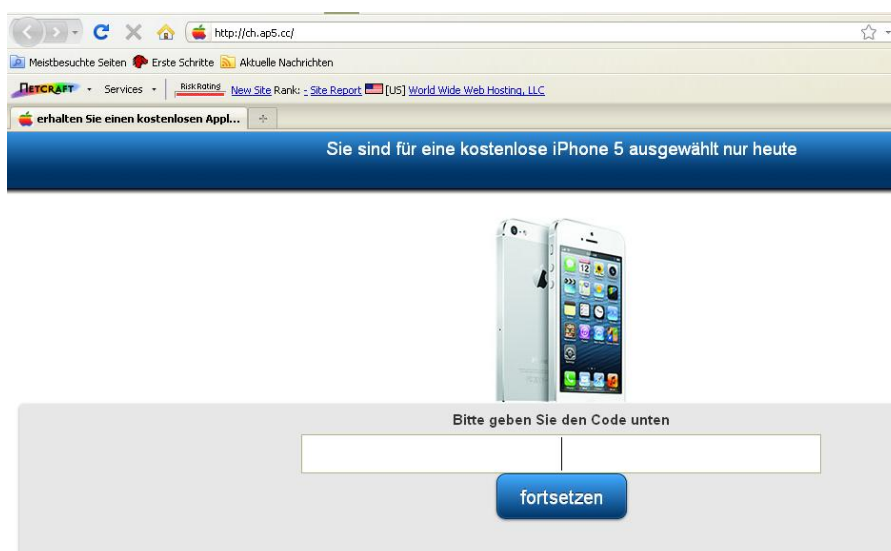 http://ch.ap5.cc/
Meistbesuchte Seiten Erste Schritte Aktuelle Nachrichten
NETCRAFT Services Risk Rating New Site Rank: - Site Report [US] World Wide Web Hosting, LLC
erhalten Sie einen kostenlosen Appl...
Sie sind für eine kostenlose iPhone 5 ausgewählt nur heute
12
Bitte geben Sie den Code unten
fortsetzen